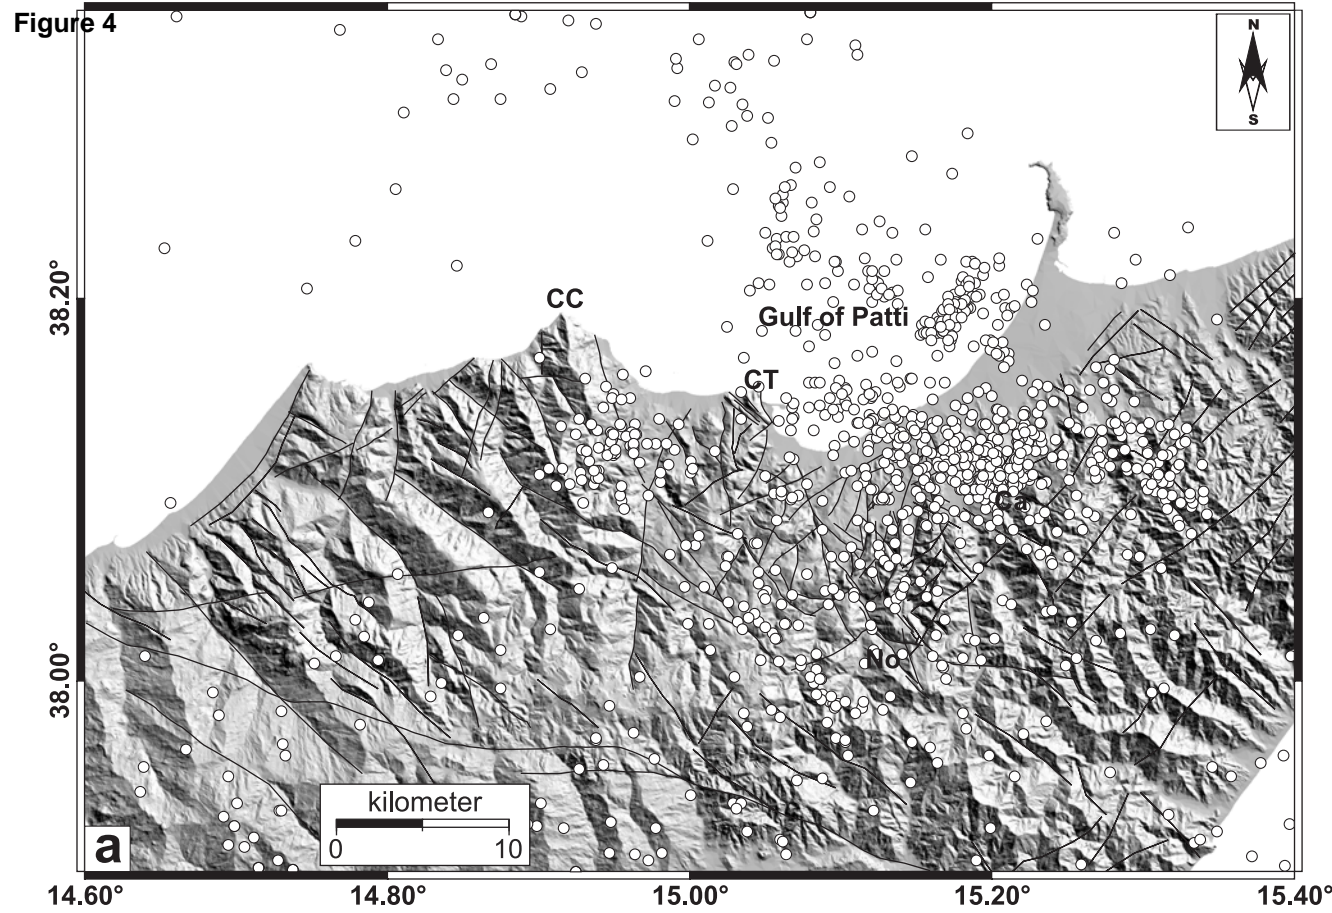 Figure 4
N
S
38.20°
CC
Gulf of Patti
CT
Ca
No
38.00°
kilometer
0 10
a
14.60° 14.80° 15.00° 15.20° 15.40°